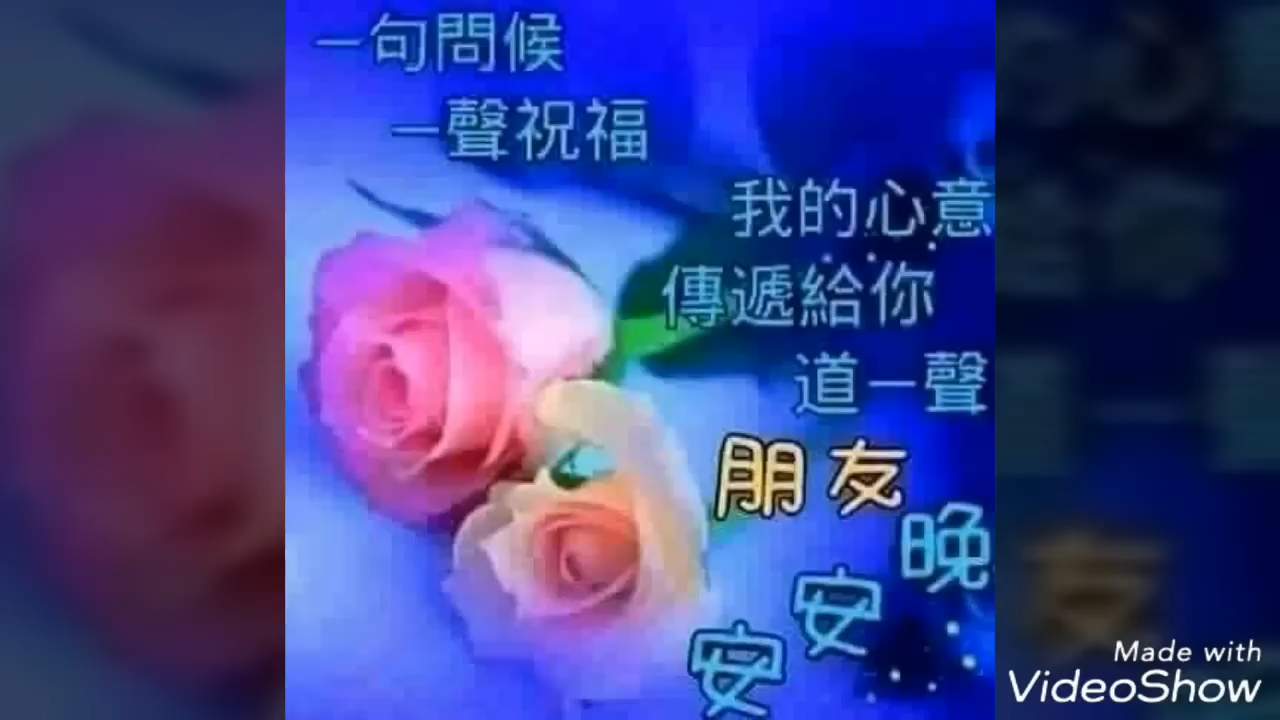 一句問候
一聲祝福
我的心意
傳遞給你
道一聲
朋友
晚
安
安
Made with
VideoShow